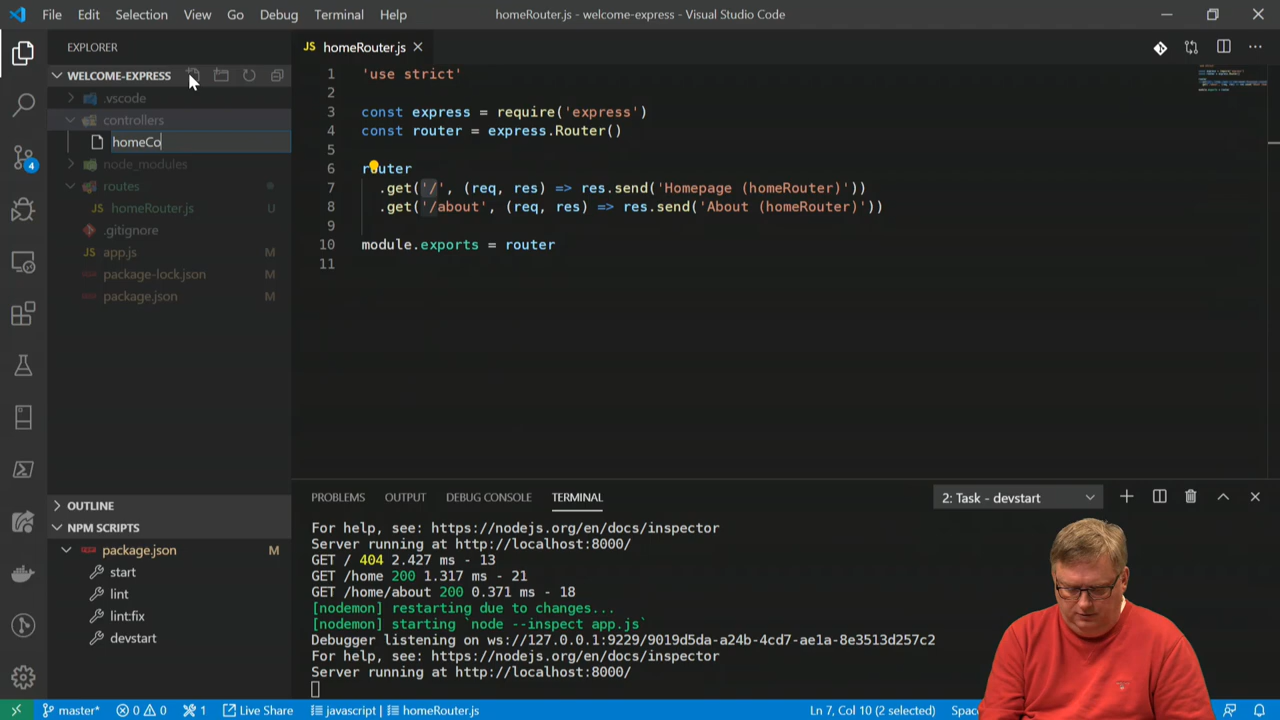 File Edit Selection View Go Debug Terminal Help homeRouter.js - welcome-express - Visual Studio Code
EXPLORER
WELCOME-EXPRESS
.vscode
controllers
homeCo
node_modules
routes
homeRouter.js U
.gitignore
app.js M
package-lock.json M
package.json M
OUTLINE
NPM SCRIPTS
package.json M
start
lint
lint:fix
devstart
4
JS homeRouter.js
1 'use strict'
2
3 const express = require('express')
4 const router = express.Router()
5
6 router
7 .get('/', (req, res) => res.send('Homepage (homeRouter)'))
8 .get('/about', (req, res) => res.send('About (homeRouter)'))
9
10 module.exports = router
11
PROBLEMS OUTPUT DEBUG CONSOLE TERMINAL 2: Task - devstart
For help, see: https://nodejs.org/en/docs/inspector
Server running at http://localhost:8000/
GET / 404 2.427 ms - 13
GET /home 200 1.317 ms - 21
GET /home/about 200 0.371 ms - 18
[nodemon] restarting due to changes...
[nodemon] starting `node --inspect app.js`
Debugger listening on ws://127.0.0.1:9229/9019d5da-a24b-4cd7-ae1a-8e3513d257c2
For help, see: https://nodejs.org/en/docs/inspector
Server running at http://localhost:8000/
master* 0 0 1 Live Share javascript | homeRouter.js Ln 7, Col 10 (2 selected)